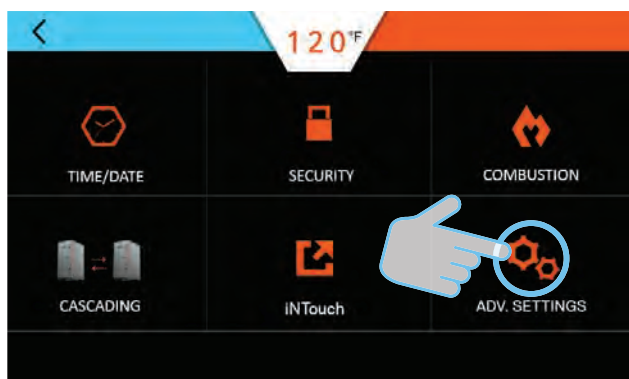 120°F
TIME/DATE
SECURITY
COMBUSTION
CASCADING
iNTouch
ADV. SETTINGS